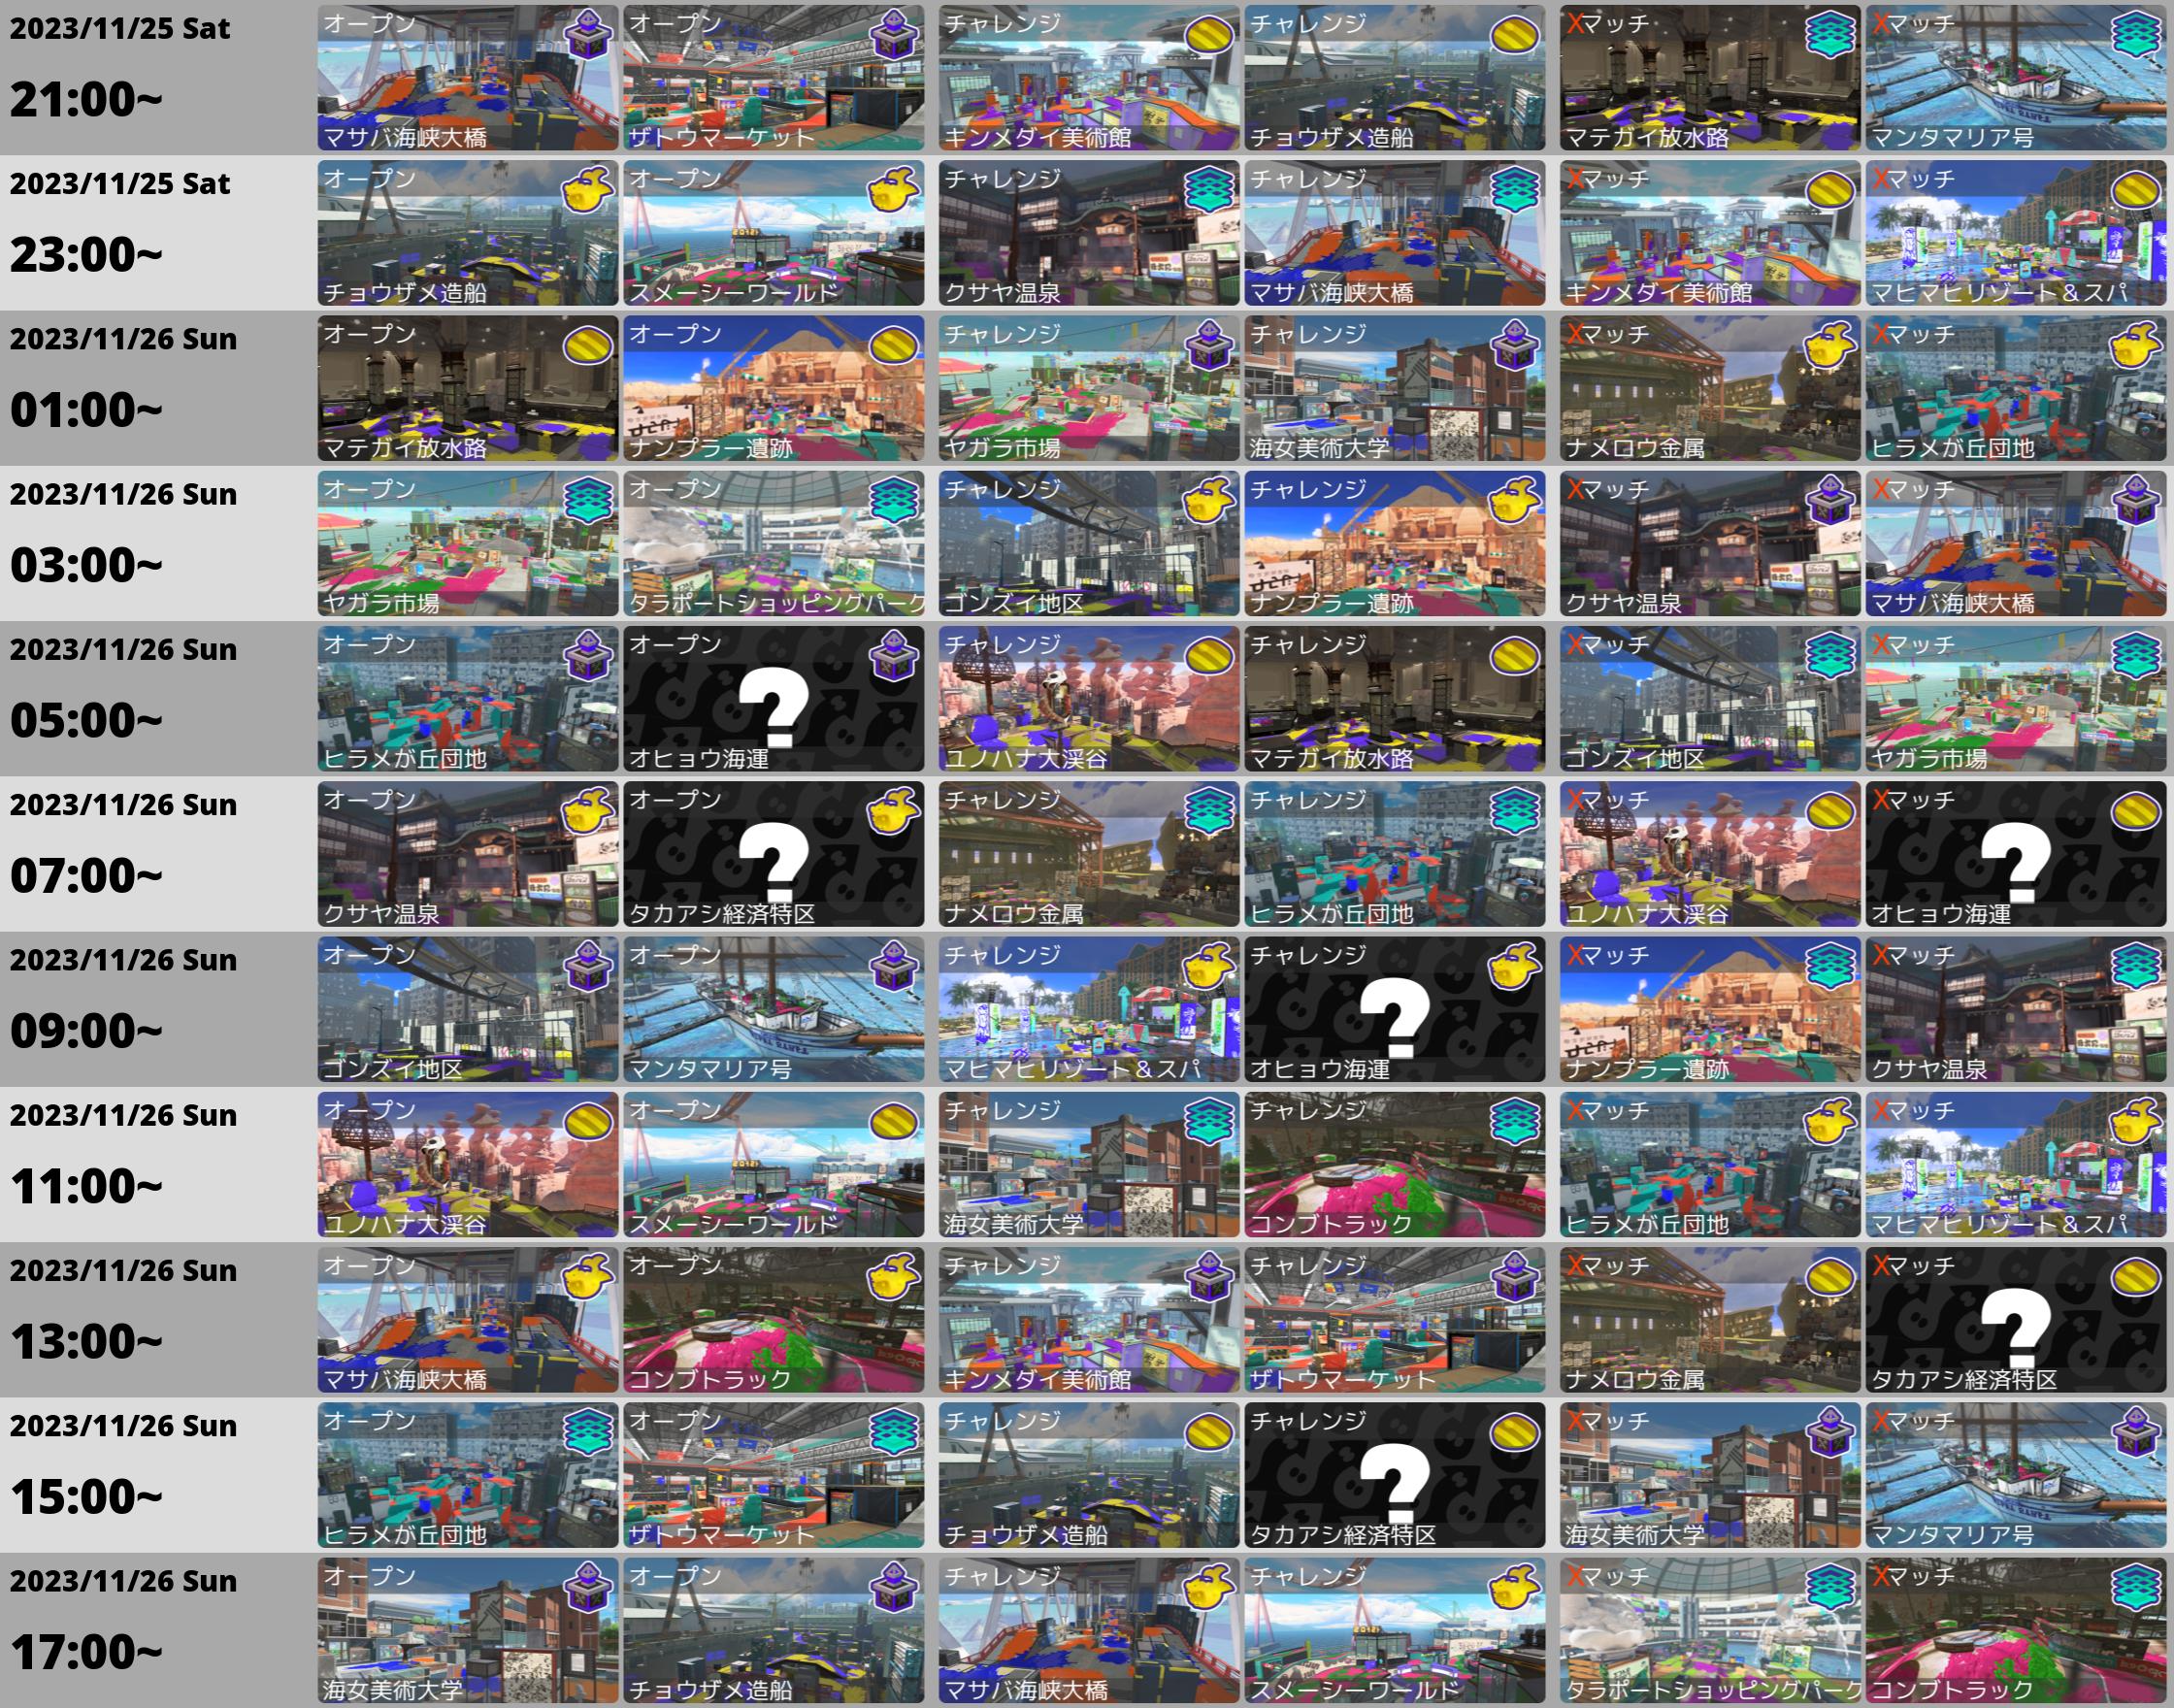 2023/11/25 Sat
21:00~
オープン
マサバ海峡大橋
オープン
ザトウマーケット
チャレンジ
キンメダイ美術館
チャレンジ
チョウザメ造船
Xマッチ
マテガイ放水路
Xマッチ
マンタマリア号
2023/11/25 Sat
23:00~
オープン
チョウザメ造船
オープン
スメーシーワールド
チャレンジ
クサヤ温泉
チャレンジ
マサバ海峡大橋
Xマッチ
キンメダイ美術館
Xマッチ
マヒマヒリゾート＆スパ
2023/11/26 Sun
01:00~
オープン
マテガイ放水路
オープン
ナンプラー遺跡
チャレンジ
ヤガラ市場
チャレンジ
海女美術大学
Xマッチ
ナメロウ金属
Xマッチ
ヒラメが丘団地
2023/11/26 Sun
03:00~
オープン
ヤガラ市場
オープン
タラポートショッピングパーク
チャレンジ
ゴンズイ地区
チャレンジ
ナンプラー遺跡
Xマッチ
クサヤ温泉
Xマッチ
マサバ海峡大橋
2023/11/26 Sun
05:00~
オープン
ヒラメが丘団地
オープン
?
オヒョウ海運
チャレンジ
ユノハナ大渓谷
チャレンジ
マテガイ放水路
Xマッチ
ゴンズイ地区
Xマッチ
ヤガラ市場
2023/11/26 Sun
07:00~
オープン
クサヤ温泉
オープン
?
タカアシ経済特区
チャレンジ
ナメロウ金属
チャレンジ
ヒラメが丘団地
Xマッチ
ユノハナ大渓谷
Xマッチ
?
オヒョウ海運
2023/11/26 Sun
09:00~
オープン
ゴンズイ地区
オープン
マンタマリア号
チャレンジ
マヒマヒリゾート＆スパ
チャレンジ
?
オヒョウ海運
Xマッチ
ナンプラー遺跡
Xマッチ
クサヤ温泉
2023/11/26 Sun
11:00~
オープン
ユノハナ大渓谷
オープン
スメーシーワールド
チャレンジ
海女美術大学
チャレンジ
コンブトラック
Xマッチ
ヒラメが丘団地
Xマッチ
マヒマヒリゾート＆スパ
2023/11/26 Sun
13:00~
オープン
マサバ海峡大橋
オープン
コンブトラック
チャレンジ
キンメダイ美術館
チャレンジ
ザトウマーケット
Xマッチ
ナメロウ金属
Xマッチ
?
タカアシ経済特区
2023/11/26 Sun
15:00~
オープン
ヒラメが丘団地
オープン
ザトウマーケット
チャレンジ
チョウザメ造船
チャレンジ
?
タカアシ経済特区
Xマッチ
海女美術大学
Xマッチ
マンタマリア号
2023/11/26 Sun
17:00~
オープン
海女美術大学
オープン
チョウザメ造船
チャレンジ
マサバ海峡大橋
チャレンジ
スメーシーワールド
Xマッチ
タラポートショッピングパーク
Xマッチ
コンブトラック